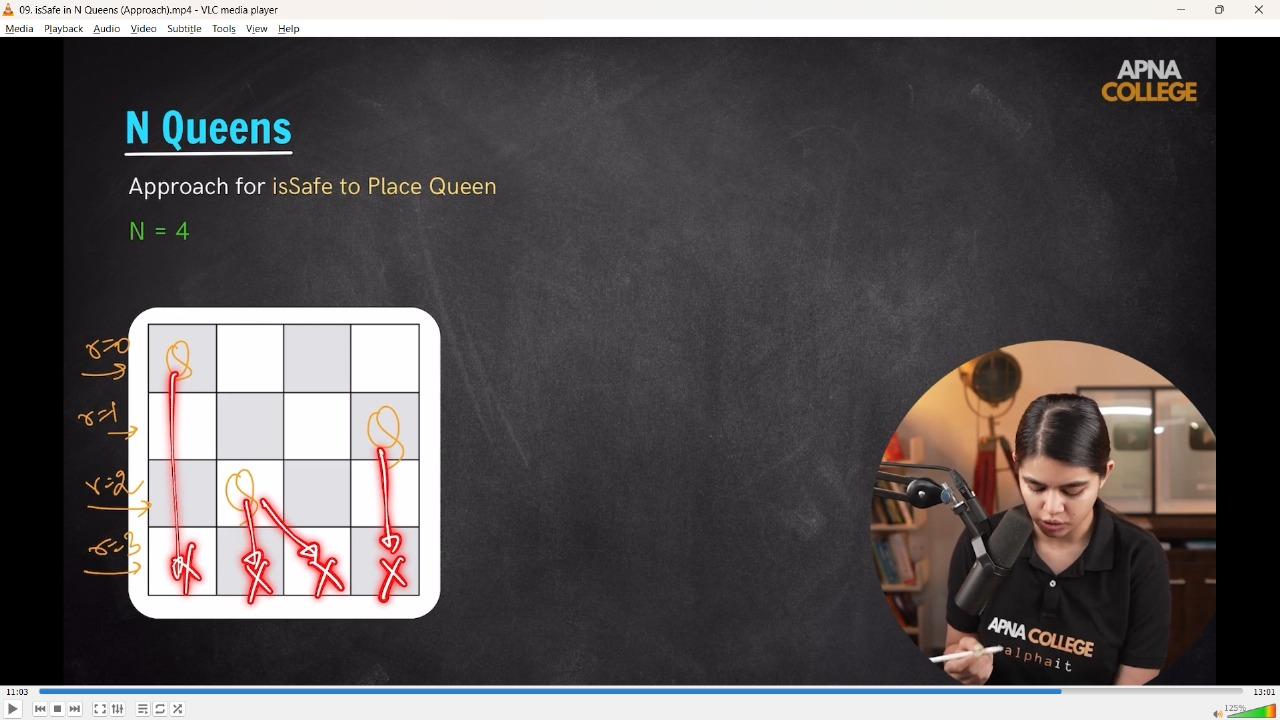 09. isSafe in N Queens (Approach).mp4 - VLC media player
Media Playback Audio Video Subtitle Tools View Help
APNA
COLLEGE
N Queens
Approach for isSafe to Place Queen
N = 4
r=0
Q
r=1
Q
r=2
Q
r=3
X X X X
APNA COLLEGE
alphait
11:03
13:01
125%